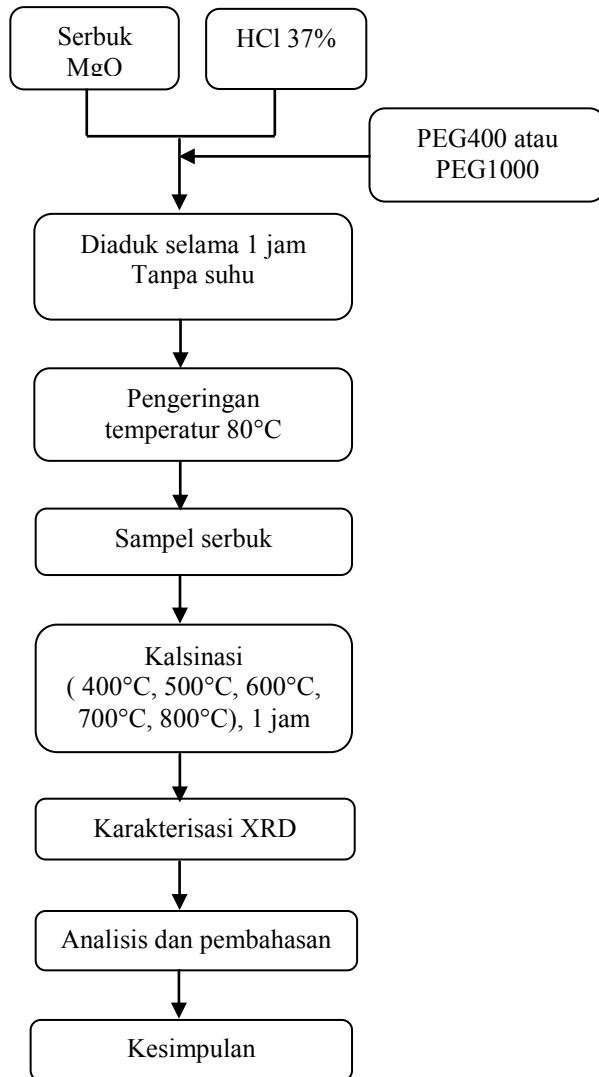 Serbuk
MgO
HCl 37%
PEG400 atau
PEG1000
Diaduk selama 1 jam
Tanpa suhu
Pengeringan
temperatur 80°C
Sampel serbuk
Kalsinasi
( 400°C, 500°C, 600°C,
700°C, 800°C), 1 jam
Karakterisasi XRD
Analisis dan pembahasan
Kesimpulan